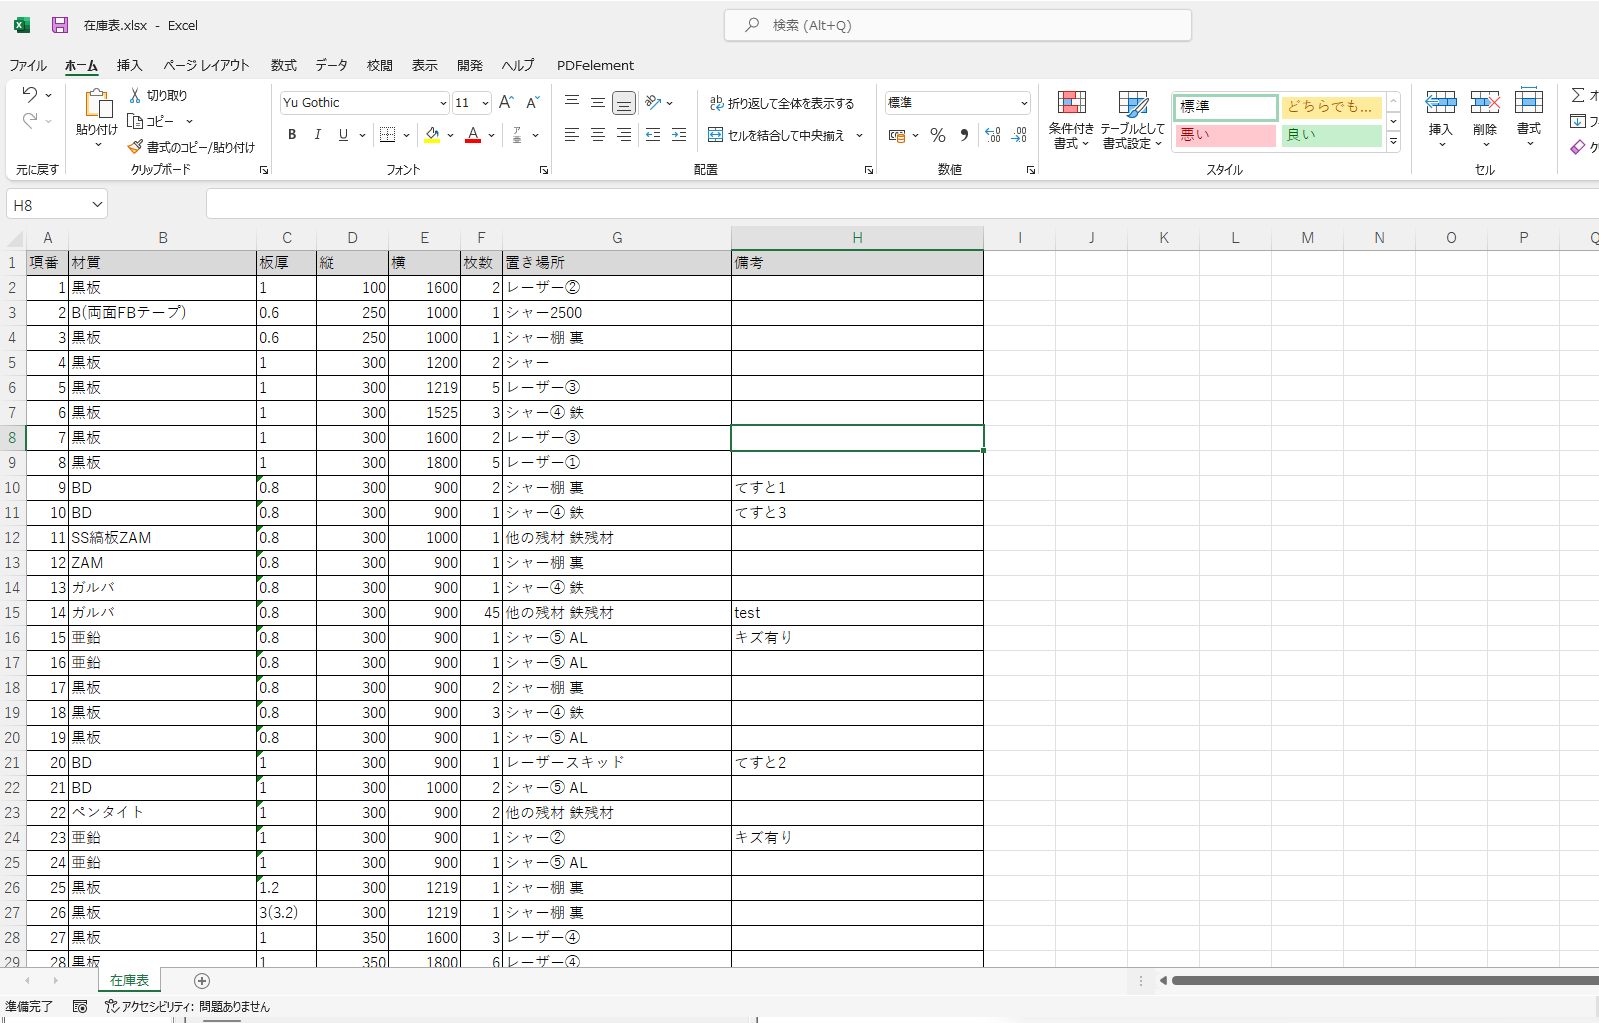 在庫表.xlsx - Excel
検索 (Alt+Q)
ファイル ホーム 挿入 ページ レイアウト 数式 データ 校閲 表示 開発 ヘルプ PDFelement
貼り付け
切り取り
コピー
書式のコピー/貼り付け
Yu Gothic 11
B I U
折り返して全体を表示する
セルを結合して中央揃え
標準
条件付き書式
テーブルとして書式設定
標準 どちらでも...
悪い 良い
挿入 削除 書式
元に戻す クリップボード フォント 配置 数値 スタイル セル
H8
A B C D E F G H I J K L M N O P Q
1 項番 材質 板厚 縦 横 枚数 置き場所 備考
2 1 黒板 1 100 1600 2 レーザー②
3 2 B(両面FBテープ) 0.6 250 1000 1 シャー2500
4 3 黒板 0.6 250 1000 1 シャー棚 裏
5 4 黒板 1 300 1200 2 シャー
6 5 黒板 1 300 1219 5 レーザー③
7 6 黒板 1 300 1525 3 シャー④ 鉄
8 7 黒板 1 300 1600 2 レーザー③
9 8 黒板 1 300 1800 5 レーザー①
10 9 BD 0.8 300 900 2 シャー棚 裏 てすと1
11 10 BD 0.8 300 900 1 シャー④ 鉄 てすと3
12 11 SS縞板ZAM 0.8 300 1000 1 他の残材 鉄残材
13 12 ZAM 0.8 300 900 1 シャー棚 裏
14 13 ガルバ 0.8 300 900 1 シャー④ 鉄
15 14 ガルバ 0.8 300 900 45 他の残材 鉄残材 test
16 15 亜鉛 0.8 300 900 1 シャー⑤ AL キズ有り
17 16 亜鉛 0.8 300 900 1 シャー⑤ AL
18 17 黒板 0.8 300 900 2 シャー棚 裏
19 18 黒板 0.8 300 900 3 シャー④ 鉄
20 19 黒板 0.8 300 900 1 シャー⑤ AL
21 20 BD 1 300 900 1 レーザースキッド てすと2
22 21 BD 1 300 1000 2 シャー⑤ AL
23 22 ペンタイト 1 300 900 2 他の残材 鉄残材
24 23 亜鉛 1 300 900 1 シャー② キズ有り
25 24 亜鉛 1 300 900 1 シャー⑤ AL
26 25 黒板 1.2 300 1219 1 シャー棚 裏
27 26 黒板 3(3.2) 300 1219 1 シャー棚 裏
28 27 黒板 1 350 1600 3 レーザー④
29 28 黒板 1 350 1800 6 レーザー④
在庫表
準備完了 アクセシビリティ: 問題ありません